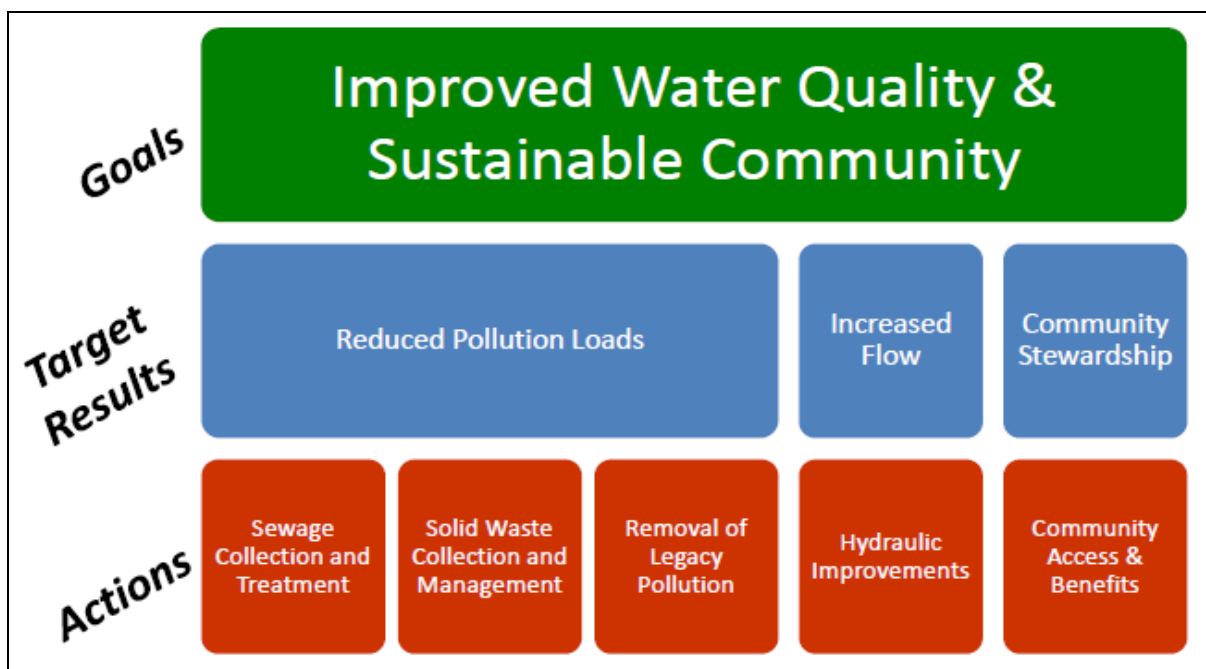 Goals
Improved Water Quality &
Sustainable Community
Target
Results
Reduced Pollution Loads
Increased
Flow
Community
Stewardship
Actions
Sewage
Collection and
Treatment
Solid Waste
Collection and
Management
Removal of
Legacy
Pollution
Hydraulic
Improvements
Community
Access &
Benefits